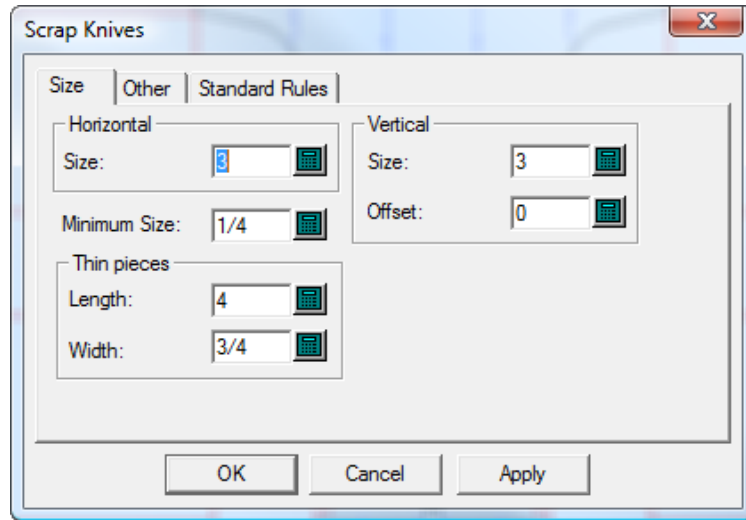 Scrap Knives
Size Other Standard Rules
Horizontal
Size: 3
Vertical
Size: 3
Offset: 0
Minimum Size: 1/4
Thin pieces
Length: 4
Width: 3/4
OK Cancel Apply